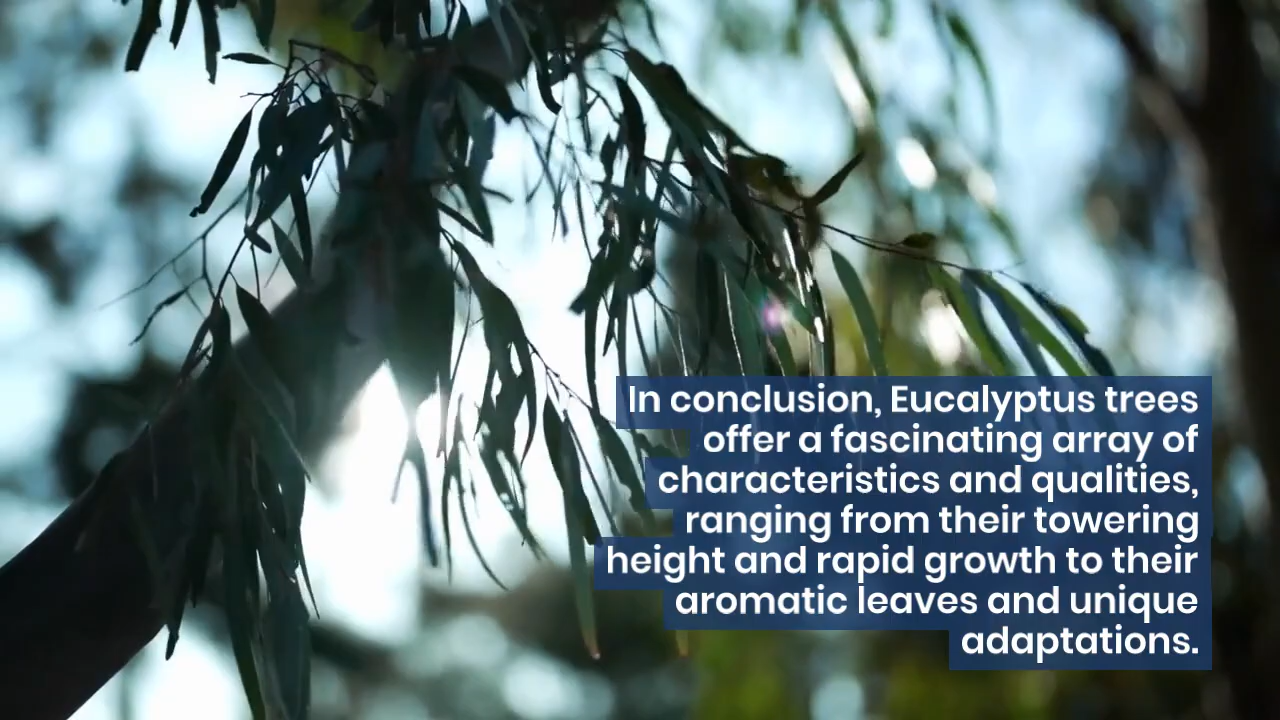 In conclusion, Eucalyptus trees
offer a fascinating array of
characteristics and qualities,
ranging from their towering
height and rapid growth to their
aromatic leaves and unique
adaptations.